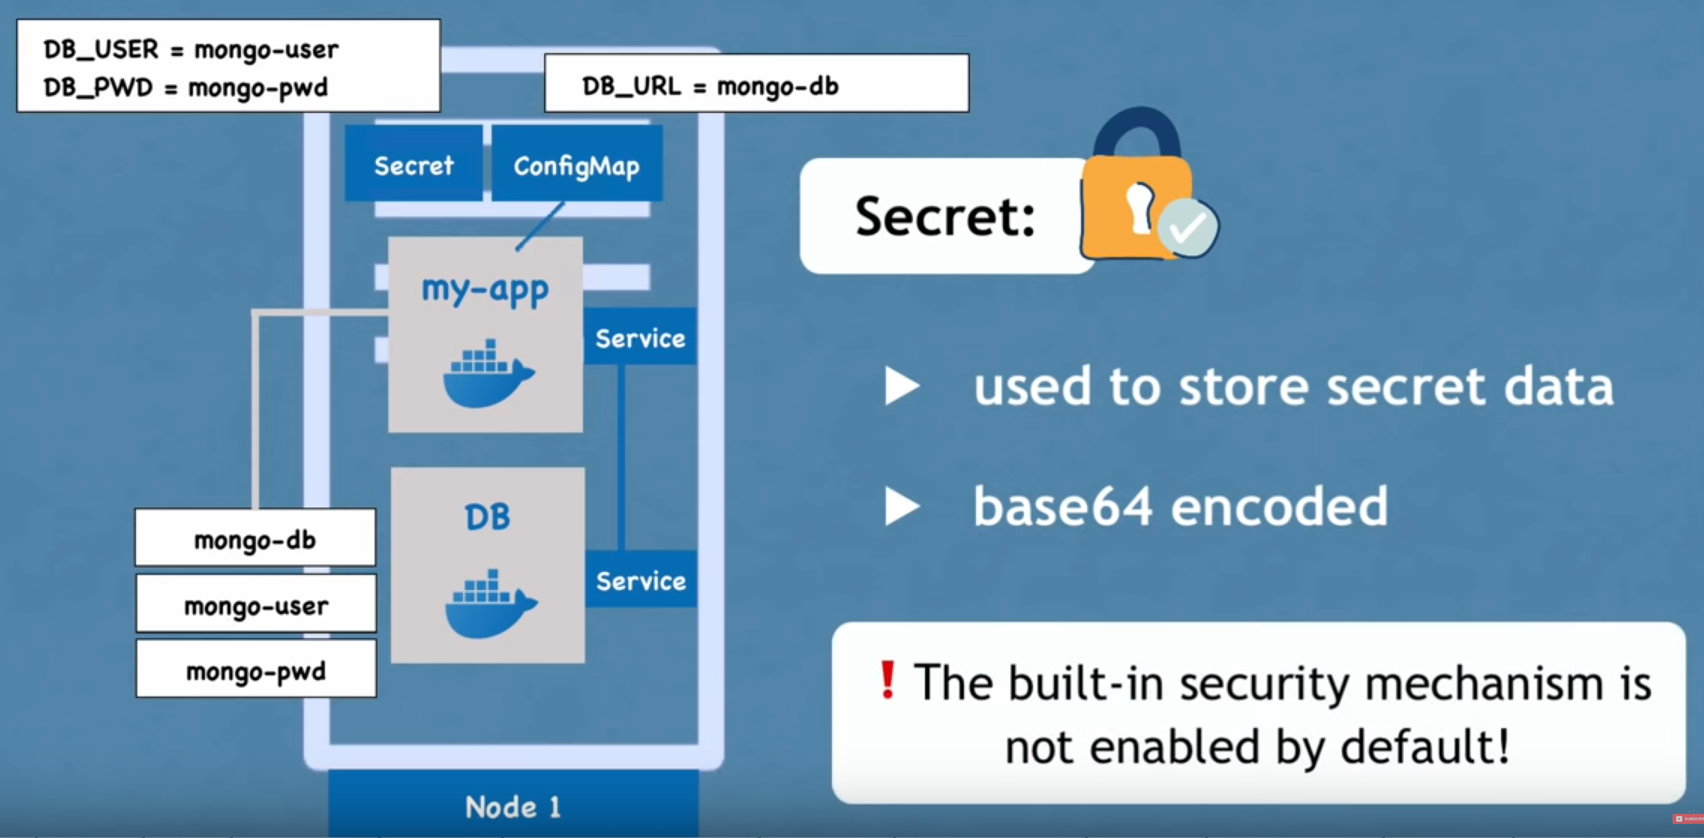 DB_USER = mongo-user
DB_PWD = mongo-pwd
DB_URL = mongo-db
Secret
ConfigMap
my-app
Service
DB
Service
mongo-db
mongo-user
mongo-pwd
Node 1
Secret:
used to store secret data
base64 encoded
! The built-in security mechanism is
not enabled by default!